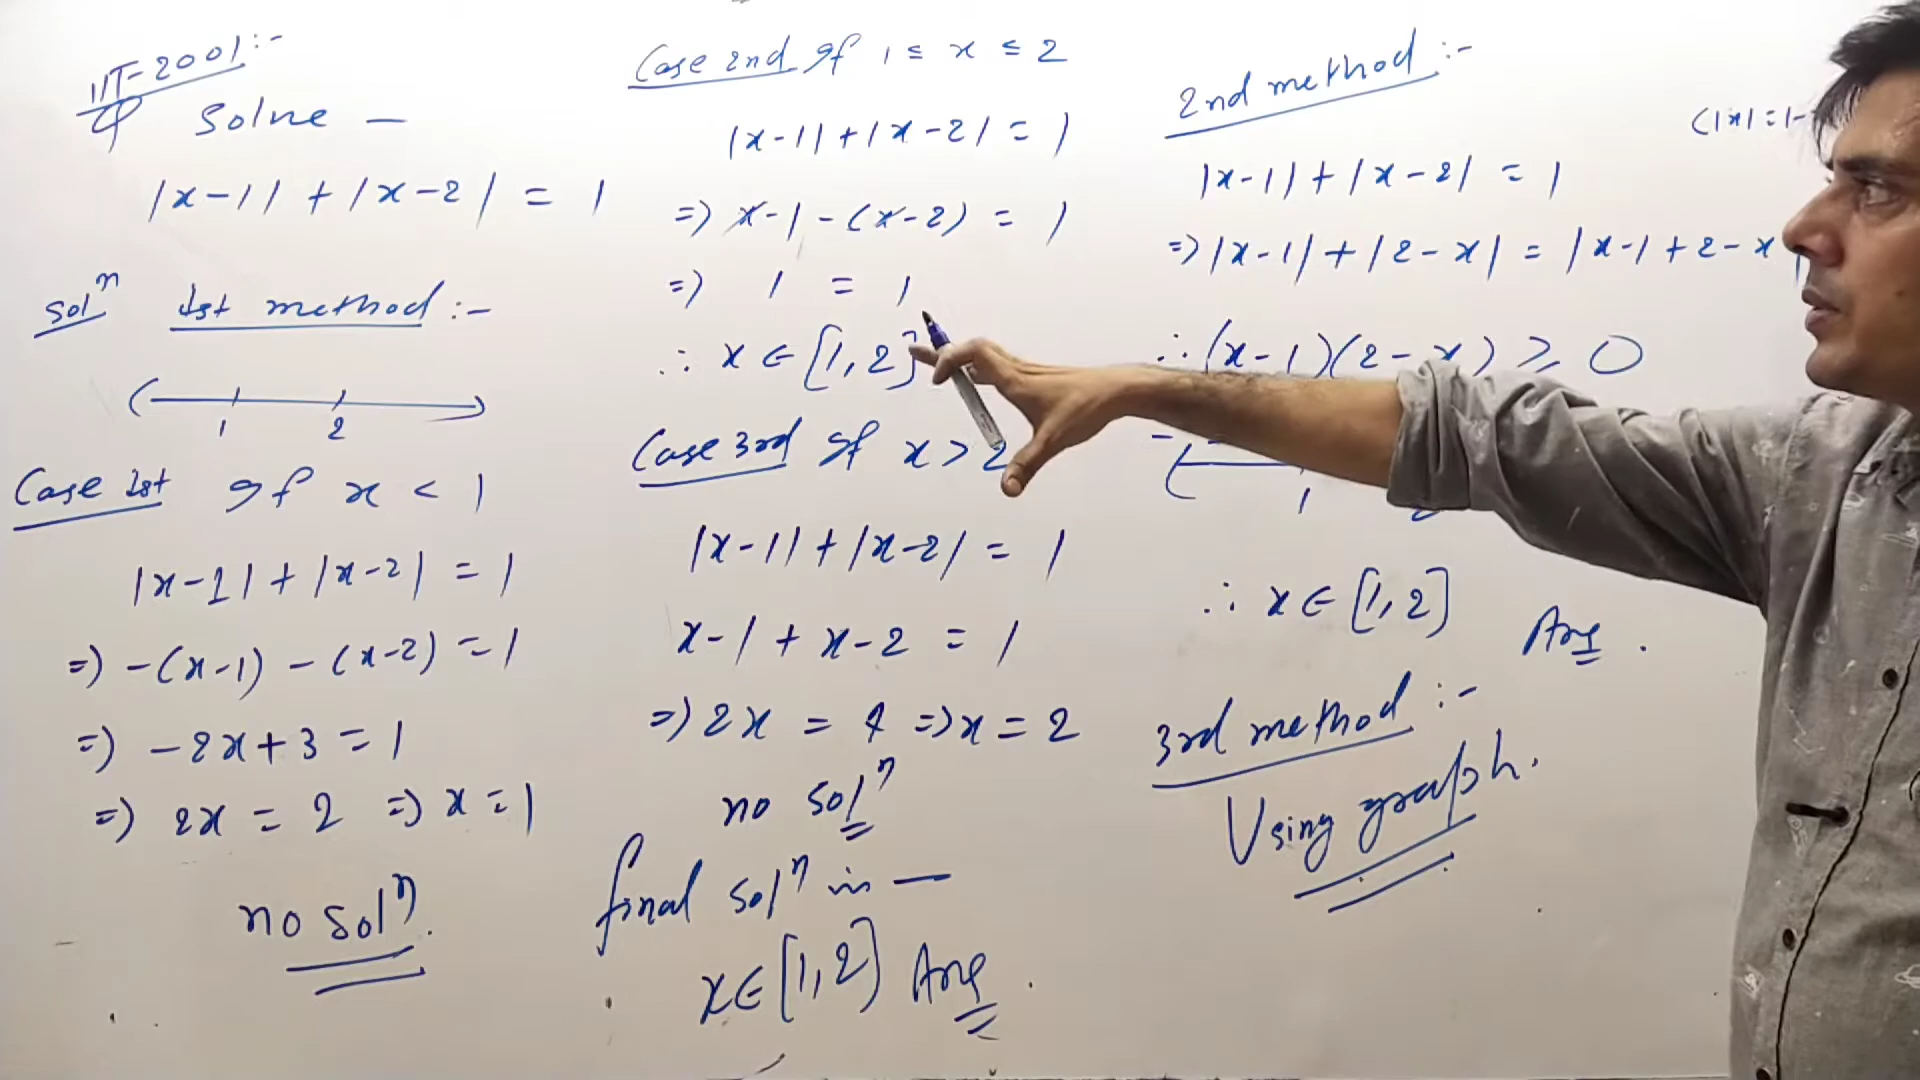 IIT-2001:-
Q Solve -
|x-1| + |x-2| = 1
Solⁿ 1st method:-
1 2
Case 1st If x < 1
|x-1| + |x-2| = 1
=> -(x-1) - (x-2) = 1
=> -2x+3 = 1
=> 2x = 2 => x = 1
no solⁿ.
Case 2nd If 1 ≤ x ≤ 2
|x-1| + |x-2| = 1
=> x-1 - (x-2) = 1
=> 1 = 1
∴ x ∈ [1, 2]
Case 3rd If x > 2
|x-1| + |x-2| = 1
x-1 + x-2 = 1
=> 2x = 4 => x = 2
no solⁿ
final solⁿ is —
x ∈ [1, 2] Ans.
2nd method:-
(|x| = |-
|x-1| + |x-2| = 1
=> |x-1| + |2-x| = |x-1+2-x|
∴ (x-1)(2-x) ≥ 0
1
∴ x ∈ [1, 2]
Ans.
3rd method:-
Using graph.